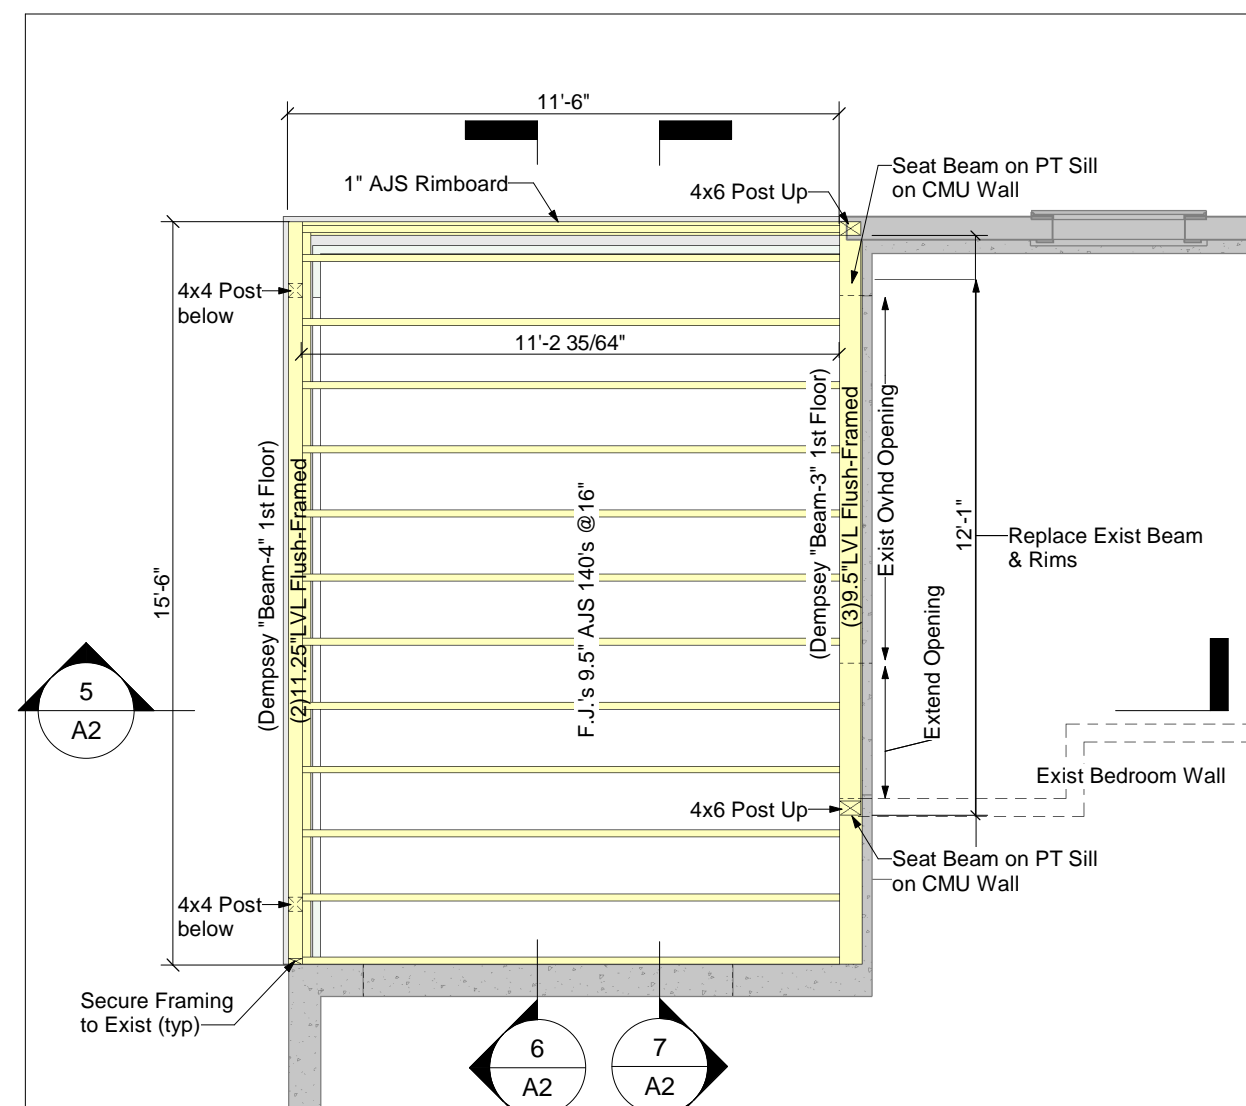 11'-6"
1" AJS Rimboard
4x6 Post Up
Seat Beam on PT Sill
on CMU Wall
4x4 Post
below
11'-2 35/64"
(Dempsey "Beam-4" 1st Floor)
(2)11.25"LVL Flush-Framed
F.J.'s 9.5" AJS 140's @16"
(Dempsey "Beam-3" 1st Floor)
(3)9.5"LVL Flush-Framed
Exist Ovhd Opening
12'-1"
Replace Exist Beam
& Rims
15'-6"
Extend Opening
5
A2
Exist Bedroom Wall
4x6 Post Up
Seat Beam on PT Sill
on CMU Wall
4x4 Post
below
Secure Framing
to Exist (typ)
6
A2
7
A2